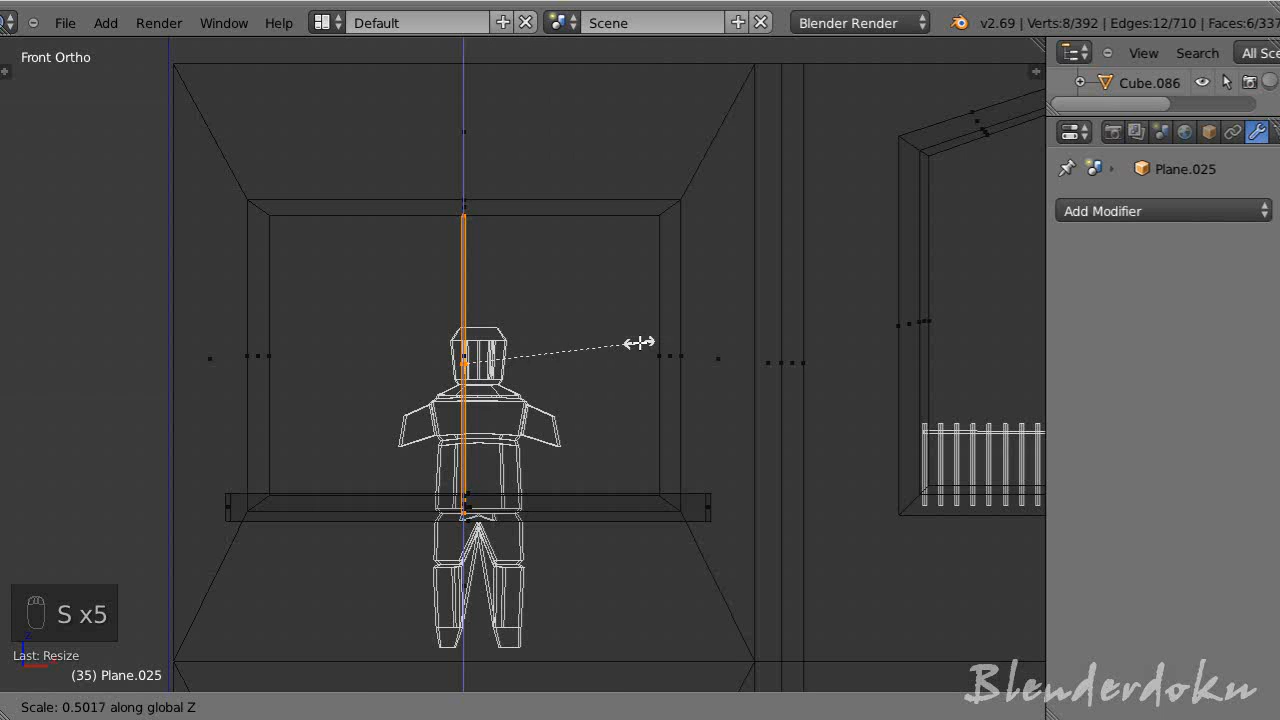 File Add Render Window Help Default Scene Blender Render v2.69 | Verts:8/392 | Edges:12/710 | Faces:6/337
Front Ortho
View Search All Sce
Cube.086
Plane.025
Add Modifier
S x5
Last: Resize
(35) Plane.025
Scale: 0.5017 along global Z
Blenderdoku